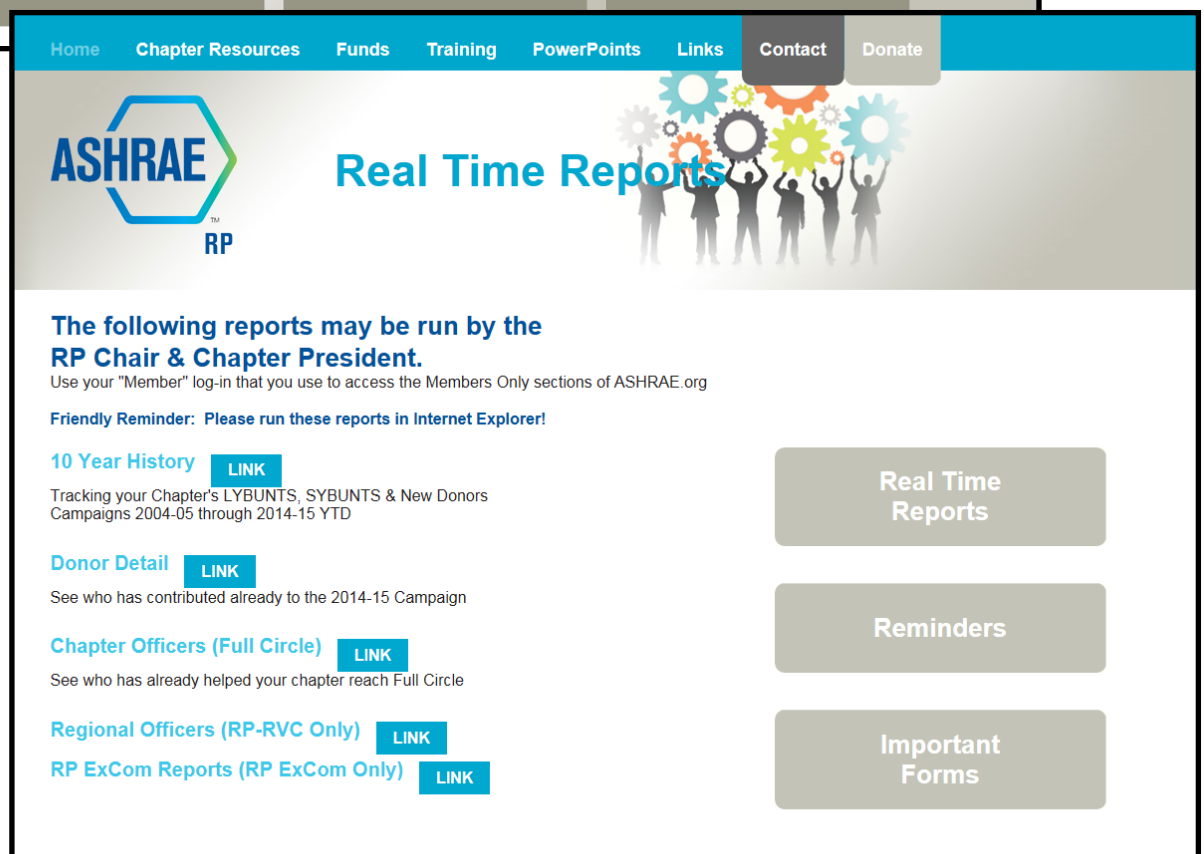 Home Chapter Resources Funds Training PowerPoints Links Contact Donate
ASHRAE
TM
RP
Real Time Reports
The following reports may be run by the
RP Chair & Chapter President.
Use your "Member" log-in that you use to access the Members Only sections of ASHRAE.org
Friendly Reminder: Please run these reports in Internet Explorer!
10 Year History LINK
Tracking your Chapter's LYBUNTS, SYBUNTS & New Donors
Campaigns 2004-05 through 2014-15 YTD
Donor Detail LINK
See who has contributed already to the 2014-15 Campaign
Chapter Officers (Full Circle) LINK
See who has already helped your chapter reach Full Circle
Regional Officers (RP-RVC Only) LINK
RP ExCom Reports (RP ExCom Only) LINK
Real Time
Reports
Reminders
Important
Forms